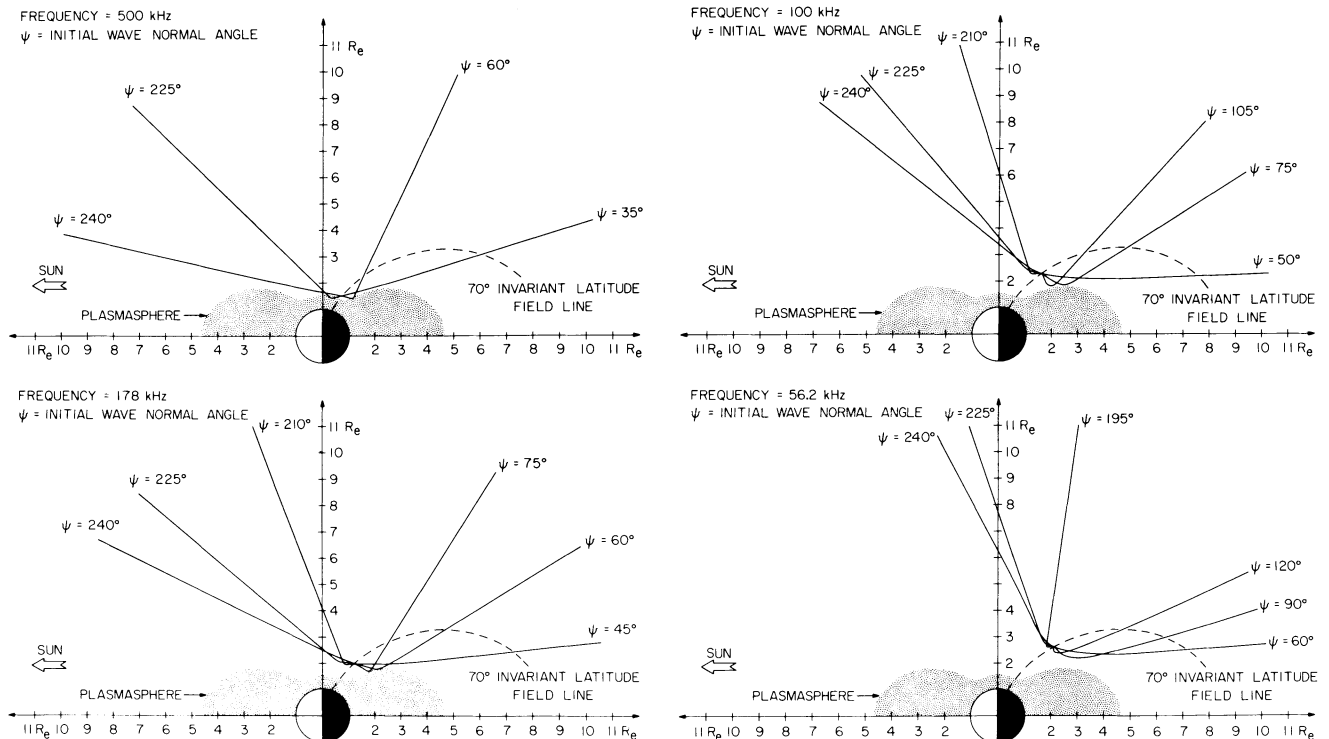 FREQUENCY = 500 kHz
ψ = INITIAL WAVE NORMAL ANGLE
11 Re
10
9
8
7
6
5
4
3
ψ = 60°
ψ = 225°
ψ = 35°
ψ = 240°
SUN
PLASMASPHERE
70° INVARIANT LATITUDE
FIELD LINE
11Re 10 9 8 7 6 5 4 3 2 2 3 4 5 6 7 8 9 10 11 Re
FREQUENCY = 100 kHz
ψ = INITIAL WAVE NORMAL ANGLE
ψ = 210°
11 Re
10
9
8
6
4
2
ψ = 225°
ψ = 240°
ψ = 105°
ψ = 75°
ψ = 50°
SUN
PLASMASPHERE
70° INVARIANT LATITUDE
FIELD LINE
11Re 10 9 8 7 6 5 4 3 2 2 3 4 5 6 7 8 9 10 11 Re
FREQUENCY = 178 kHz
ψ = INITIAL WAVE NORMAL ANGLE
ψ = 210°
11 Re
10
9
8
7
6
5
4
3
ψ = 75°
ψ = 225°
ψ = 240°
ψ = 60°
ψ = 45°
SUN
PLASMASPHERE
70° INVARIANT LATITUDE
FIELD LINE
11Re 10 9 8 7 6 5 4 3 2 2 3 4 5 6 7 8 9 10 11 Re
FREQUENCY = 56.2 kHz
ψ = INITIAL WAVE NORMAL ANGLE
ψ = 225°
ψ = 195°
ψ = 240°
11 Re
10
8
4
3
2
ψ = 120°
ψ = 90°
ψ = 60°
SUN
PLASMASPHERE
70° INVARIANT LATITUDE
FIELD LINE
11Re 10 9 8 7 6 5 4 3 2 2 3 4 5 6 7 8 9 10 11 Re